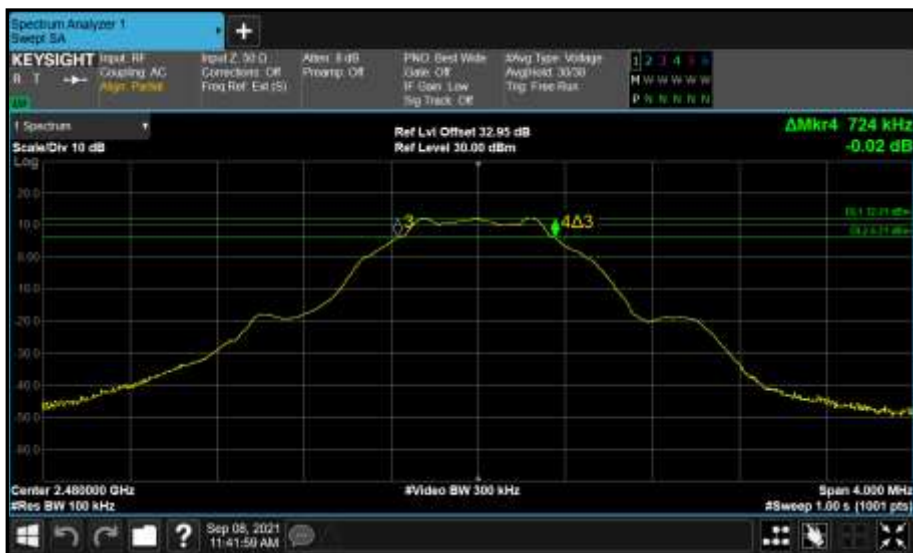 Spectrum Analyzer 1
Swept SA
+
KEYSIGHT
R T
Input: RF
Coupling: AC
Align: Partial
Input Z: 50 Ω
Corrections: Off
Freq Ref: Ext (S)
Atten: 8 dB
Preamp: Off
PNO: Best Wide
Gate: Off
IF Gain: Low
Sig Track: Off
#Avg Type: Voltage
Avg|Hold: 30/30
Trig: Free Run
1 2 3 4 5 6
M W W W W W
P N N N N N
1 Spectrum
Scale/Div 10 dB
Ref Lvl Offset 32.95 dB
Ref Level 30.00 dBm
ΔMkr4 724 kHz
-0.02 dB
Log
20.0
10.0
0.00
-10.0
-20.0
-30.0
-40.0
-50.0
-60.0
3
4Δ3
Center 2.480000 GHz
#Res BW 100 kHz
#Video BW 300 kHz
Span 4.000 MHz
#Sweep 1.00 s (1001 pts)
?
Sep 08, 2021
11:41:59 AM